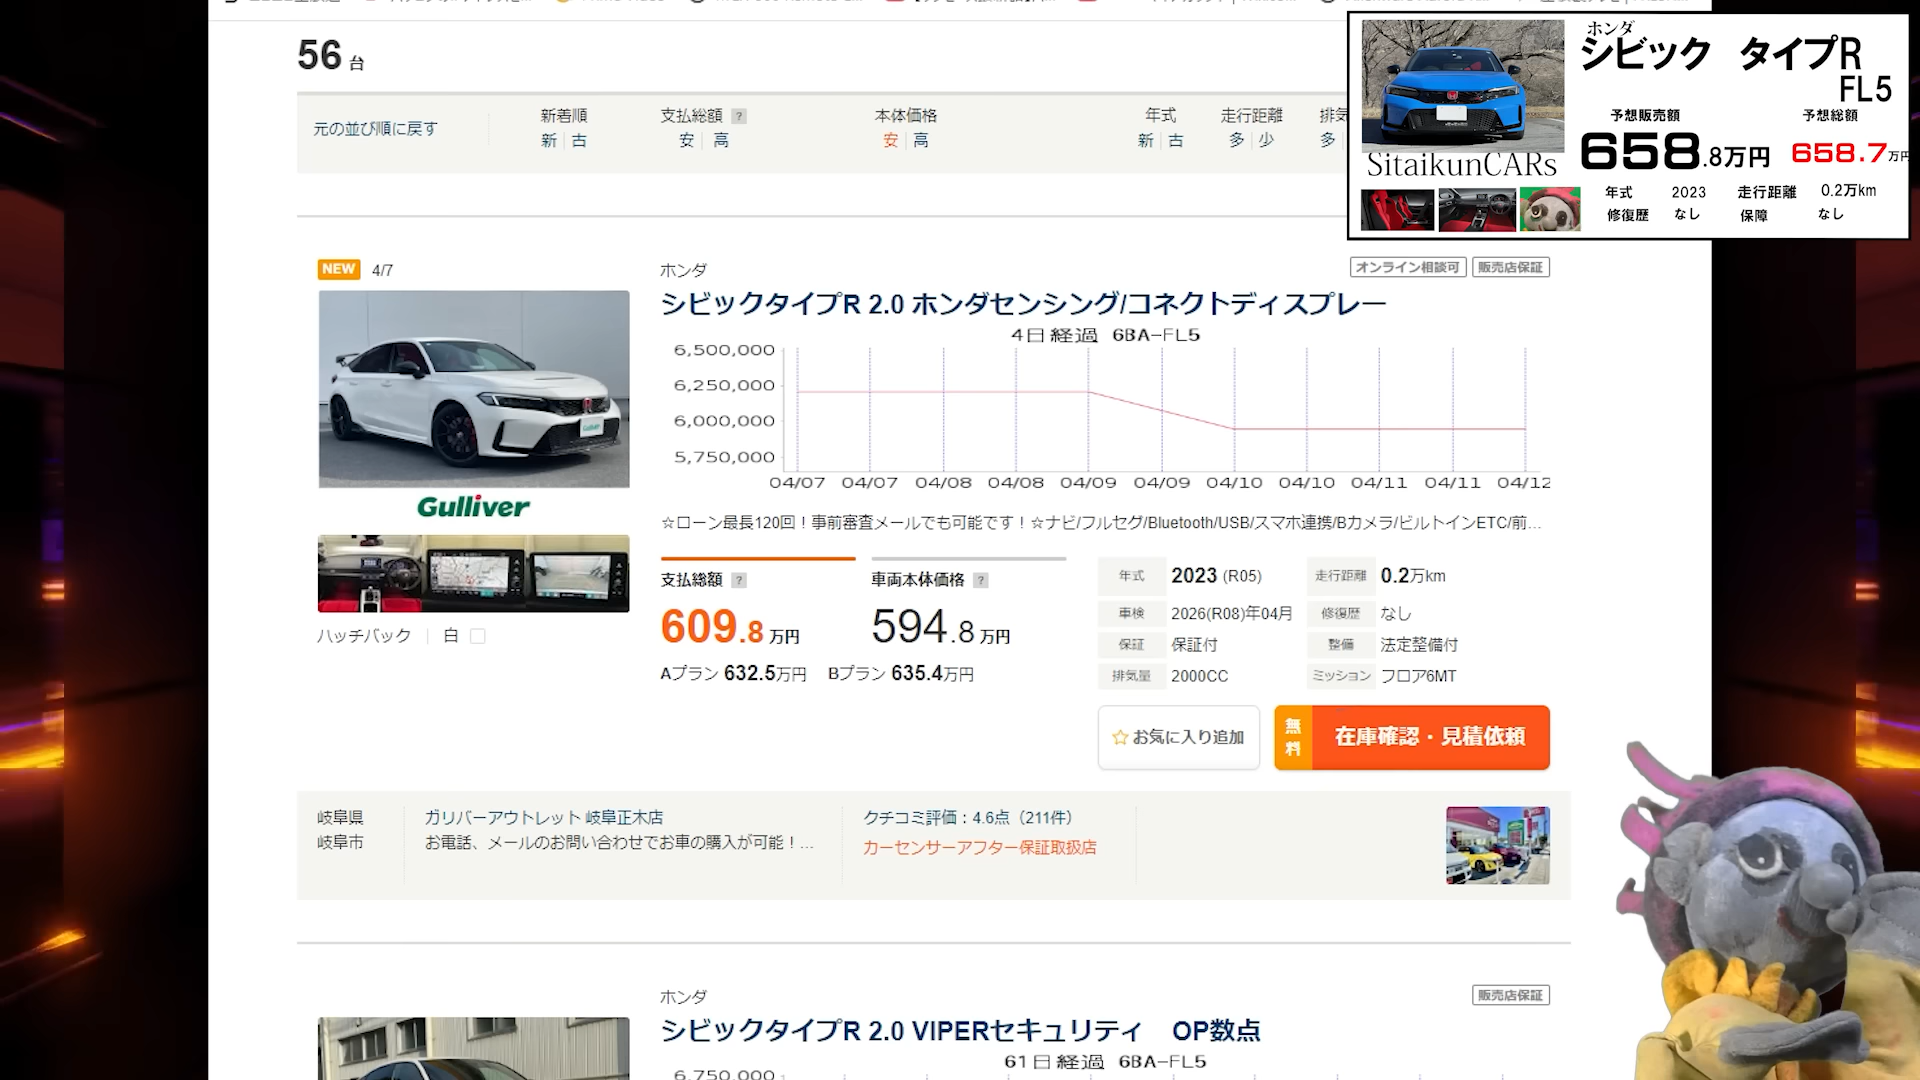 56 台
元の並び順に戻す
新着順
新 古
支払総額 ?
安 高
本体価格
安 高
年式
新 古
走行距離
多 少
排気
多
ホンダ
シビック タイプR
FL5
予想販売額
658.8万円
予想総額
658.7万円
SitaikunCARs
年式 2023 走行距離 0.2万km
修復歴 なし 保障 なし
NEW 4/7
ホンダ
オンライン相談可 販売店保証
シビックタイプR 2.0 ホンダセンシング/コネクトディスプレー
4日経過 6BA-FL5
6,500,000
6,250,000
6,000,000
5,750,000
04/07 04/07 04/08 04/08 04/09 04/09 04/10 04/10 04/11 04/11 04/12
Gulliver
☆ローン最長120回！事前審査メールでも可能です！☆ナビ/フルセグ/Bluetooth/USB/スマホ連携/Bカメラ/ビルトインETC/前...
ハッチバック 白
支払総額 ?
609.8 万円
車両本体価格 ?
594.8 万円
Aプラン 632.5万円 Bプラン 635.4万円
年式 2023 (R05) 走行距離 0.2万km
車検 2026(R08)年04月 修復歴 なし
保証 保証付 整備 法定整備付
排気量 2000CC ミッション フロア6MT
☆お気に入り追加
無料 在庫確認・見積依頼
岐阜県
岐阜市
ガリバーアウトレット 岐阜正木店
お電話、メールのお問い合わせでお車の購入が可能！...
クチコミ評価：4.6点（211件）
カーセンサーアフター保証取扱店
ホンダ
販売店保証
シビックタイプR 2.0 VIPERセキュリティ OP数点
61日経過 6BA-FL5
6,750,000